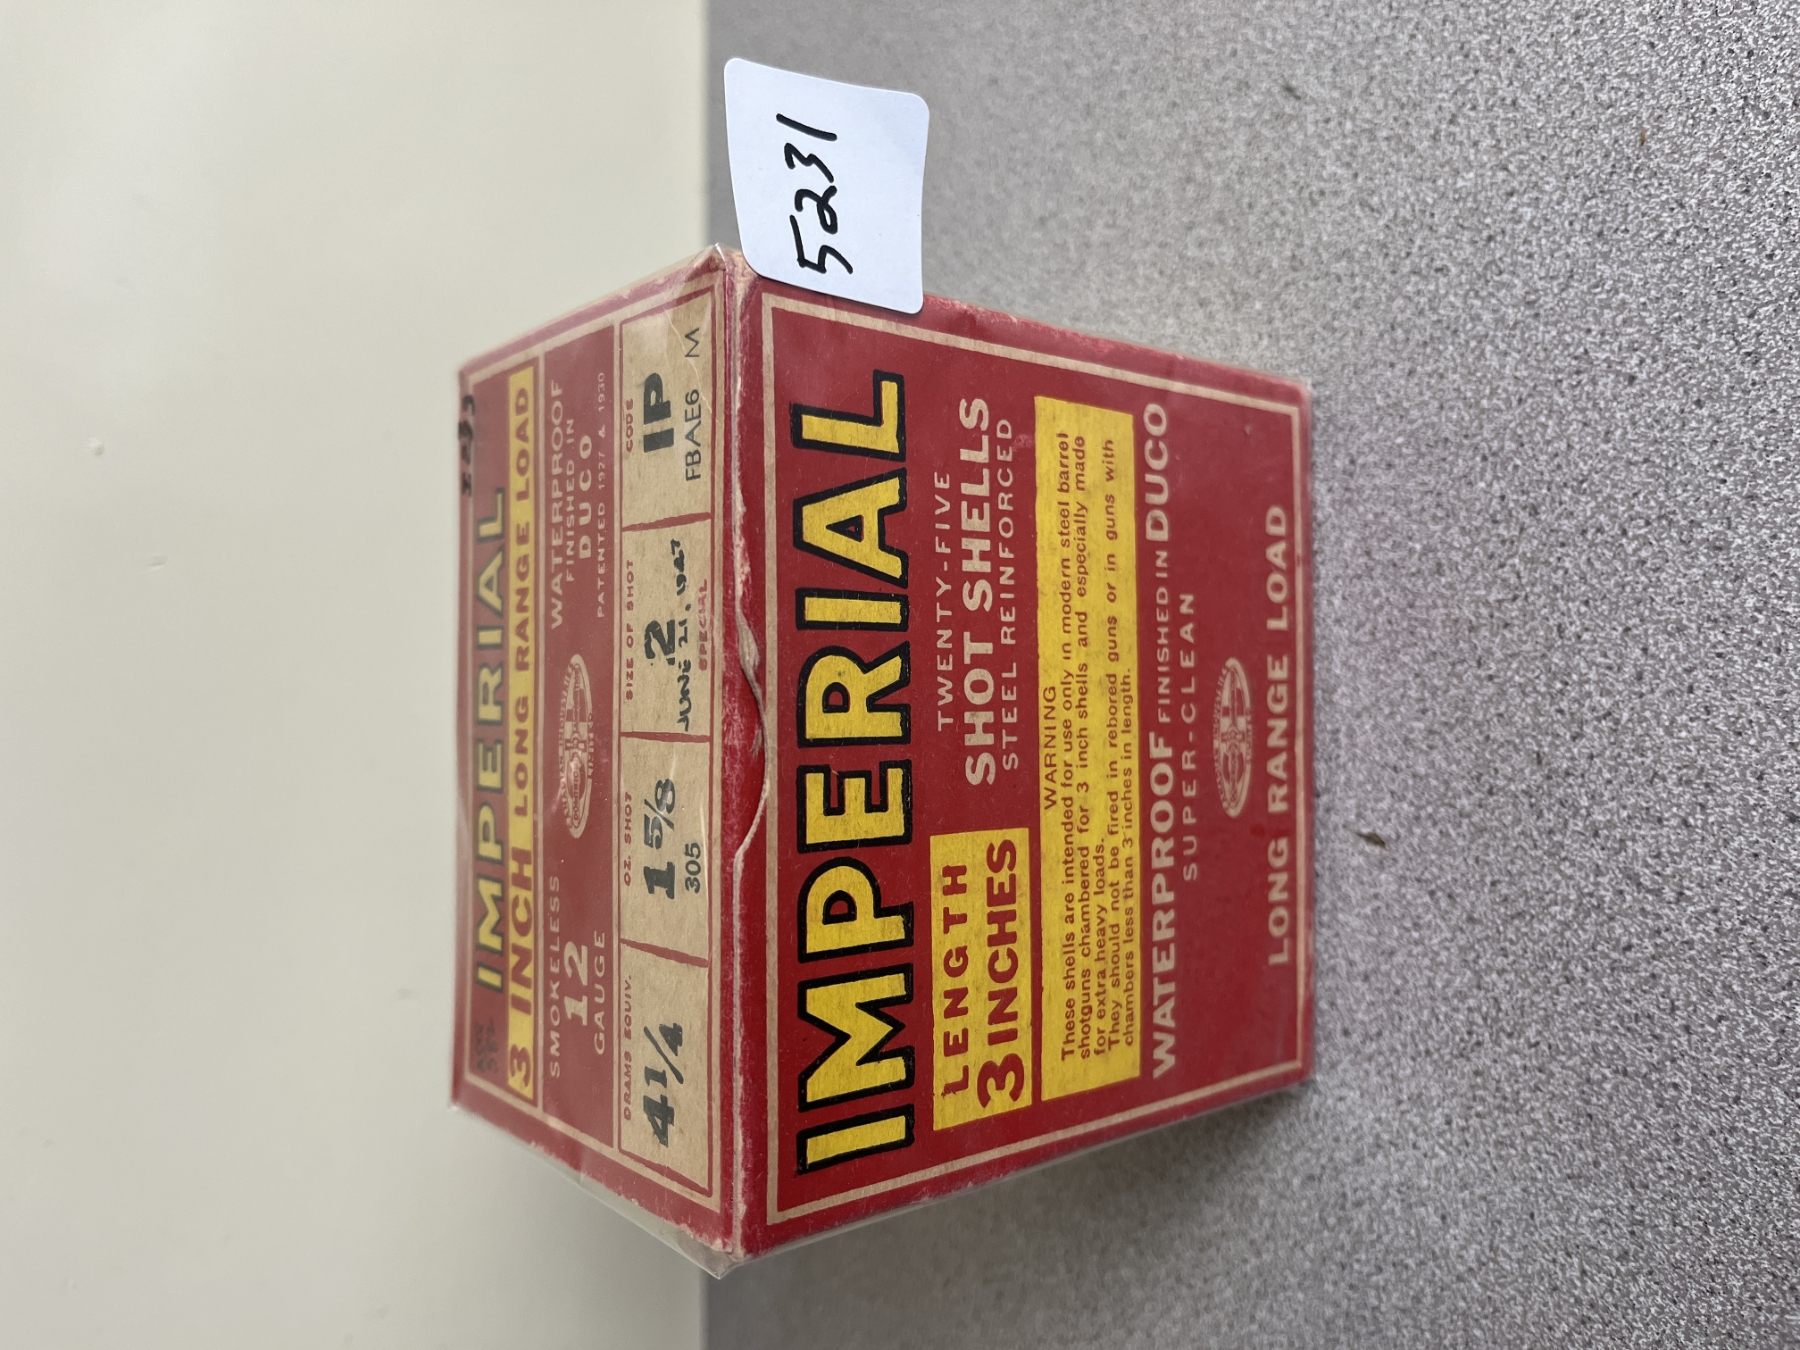 5231
IMPERIAL
3 INCH LONG RANGE LOAD
SMOKELESS
12
GAUGE
WATERPROOF
FINISHED IN
DUCO
PATENTED 1927 & 1930
DRAMS EQUIV.
4 1/4
OZ. SHOT
1 5/8
305
SIZE OF SHOT
2
JUNE 21, 1947
SPECIAL
CODE
IP
FBAE6 M
IMPERIAL
LENGTH
3 INCHES
TWENTY-FIVE
SHOT SHELLS
STEEL REINFORCED
WARNING
These shells are intended for use only in modern steel barrel
shotguns chambered for 3 inch shells and especially made
for extra heavy loads.
They should not be fired in rebored guns or in guns with
chambers less than 3 inches in length.
WATERPROOF FINISHED IN DUCO
SUPER-CLEAN
LONG RANGE LOAD